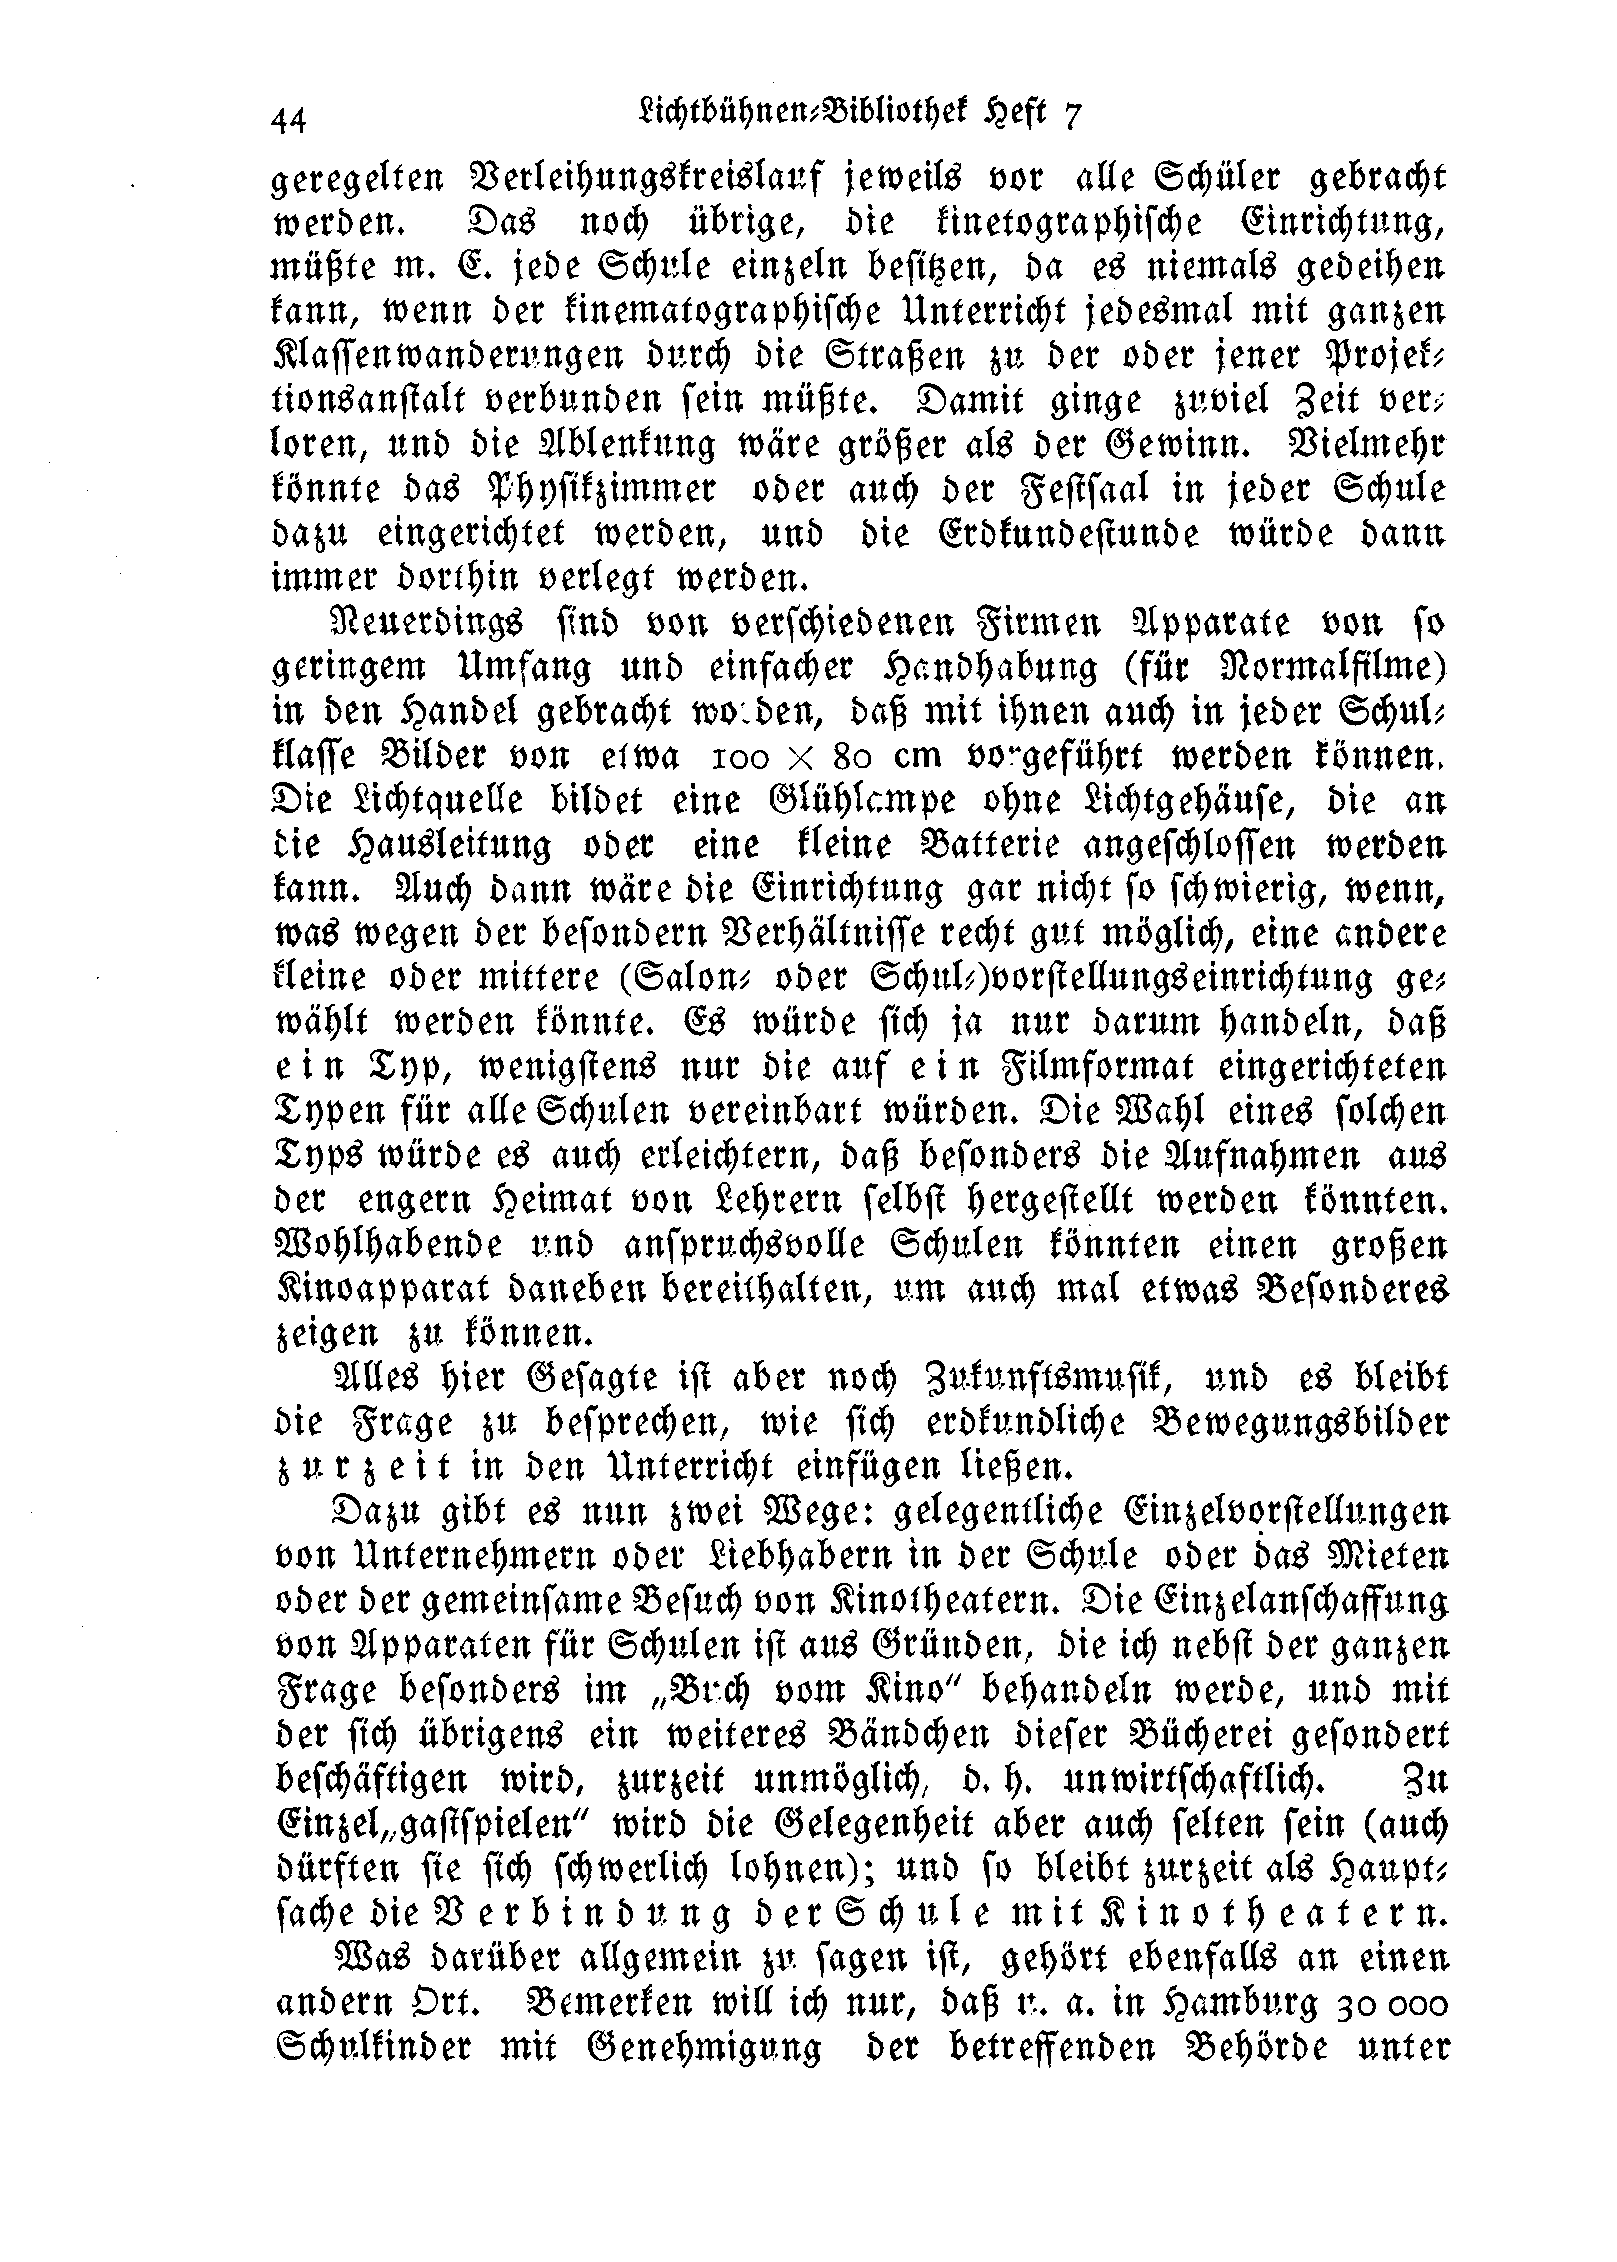 44
Lichtbühnen-Bibliothek Heft 7
geregelten Verleihungskreislauf jeweils vor alle Schüler gebracht
werden. Das noch übrige, die kinetographische Einrichtung,
müßte m. E. jede Schule einzeln besitzen, da es niemals gedeihen
kann, wenn der kinematographische Unterricht jedesmal mit ganzen
Klassenwanderungen durch die Straßen zu der oder jener Projek-
tionsanstalt verbunden sein müßte. Damit ginge zuviel Zeit ver-
loren, und die Ablenkung wäre größer als der Gewinn. Vielmehr
könnte das Physikzimmer oder auch der Festsaal in jeder Schule
dazu eingerichtet werden, und die Erdkundestunde würde dann
immer dorthin verlegt werden.
Neuerdings sind von verschiedenen Firmen Apparate von so
geringem Umfang und einfacher Handhabung (für Normalfilme)
in den Handel gebracht worden, daß mit ihnen auch in jeder Schul-
klasse Bilder von etwa 100 × 80 cm vorgeführt werden können.
Die Lichtquelle bildet eine Glühlampe ohne Lichtgehäuse, die an
die Hausleitung oder eine kleine Batterie angeschlossen werden
kann. Auch dann wäre die Einrichtung gar nicht so schwierig, wenn,
was wegen der besondern Verhältnisse recht gut möglich, eine andere
kleine oder mittere (Salon- oder Schul-)vorstellungseinrichtung ge-
wählt werden könnte. Es würde sich ja nur darum handeln, daß
ein Typ, wenigstens nur die auf ein Filmformat eingerichteten
Typen für alle Schulen vereinbart würden. Die Wahl eines solchen
Typs würde es auch erleichtern, daß besonders die Aufnahmen aus
der engern Heimat von Lehrern selbst hergestellt werden könnten.
Wohlhabende und anspruchsvolle Schulen könnten einen großen
Kinoapparat daneben bereithalten, um auch mal etwas Besonderes
zeigen zu können.
Alles hier Gesagte ist aber noch Zukunftsmusik, und es bleibt
die Frage zu besprechen, wie sich erdkundliche Bewegungsbilder
zurzeit in den Unterricht einfügen ließen.
Dazu gibt es nun zwei Wege: gelegentliche Einzelvorstellungen
von Unternehmern oder Liebhabern in der Schule oder das Mieten
oder der gemeinsame Besuch von Kinotheatern. Die Einzelanschaffung
von Apparaten für Schulen ist aus Gründen, die ich nebst der ganzen
Frage besonders im „Buch vom Kino“ behandeln werde, und mit
der sich übrigens ein weiteres Bändchen dieser Bücherei gesondert
beschäftigen wird, zurzeit unmöglich, d. h. unwirtschaftlich. Zu
Einzel„gastspielen“ wird die Gelegenheit aber auch selten sein (auch
dürften sie sich schwerlich lohnen); und so bleibt zurzeit als Haupt-
sache die Verbindung der Schule mit Kinotheatern.
Was darüber allgemein zu sagen ist, gehört ebenfalls an einen
andern Ort. Bemerken will ich nur, daß u. a. in Hamburg 30 000
Schulkinder mit Genehmigung der betreffenden Behörde unter